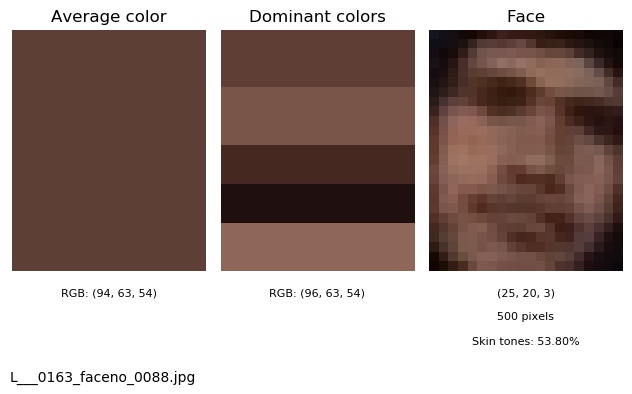 Average color
Dominant colors
Face
RGB: (94, 63, 54)
RGB: (96, 63, 54)
(25, 20, 3)
500 pixels
Skin tones: 53.80%
L___0163_faceno_0088.jpg